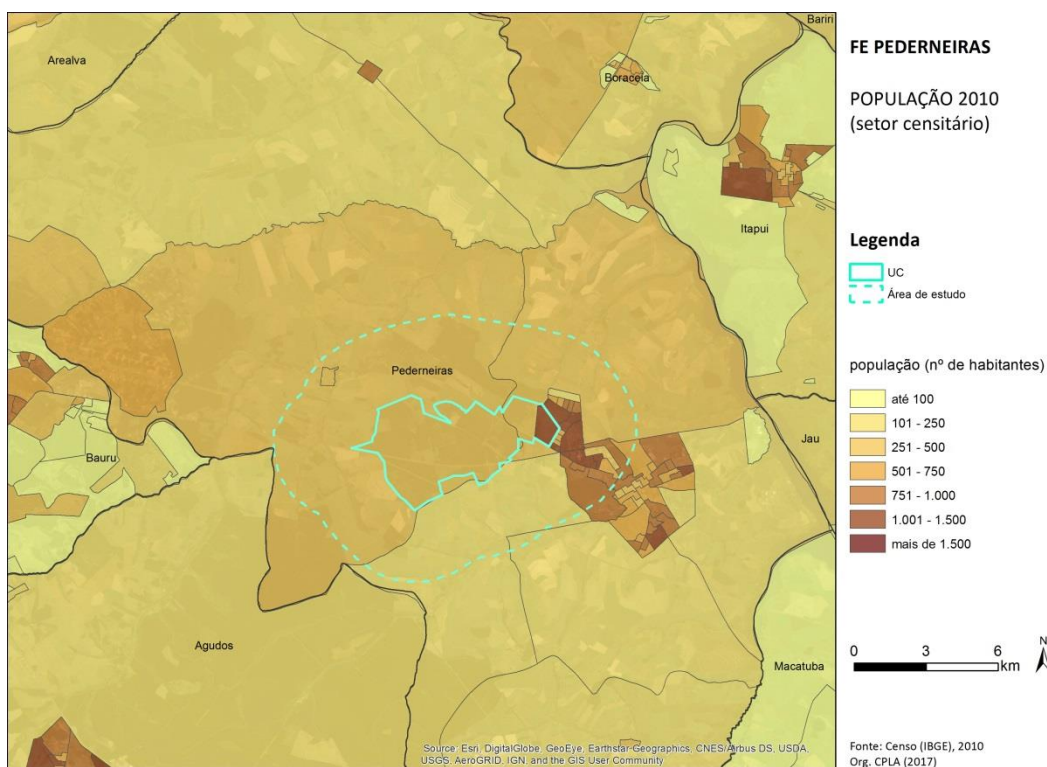 Bariri
Arealva
Boraceia
Itapui
Pederneiras
Bauru
Jau
Agudos
Macatuba
Source: Esri, DigitalGlobe, GeoEye, Earthstar Geographics, CNES/Airbus DS, USDA,
USGS, AeroGRID, IGN, and the GIS User Community
FE PEDERNEIRAS
POPULAÇÃO 2010
(setor censitário)
Legenda
UC
Área de estudo
população (nº de habitantes)
até 100
101 - 250
251 - 500
501 - 750
751 - 1.000
1.001 - 1.500
mais de 1.500
0 3 6
km
N
Fonte: Censo (IBGE), 2010
Org. CPLA (2017)